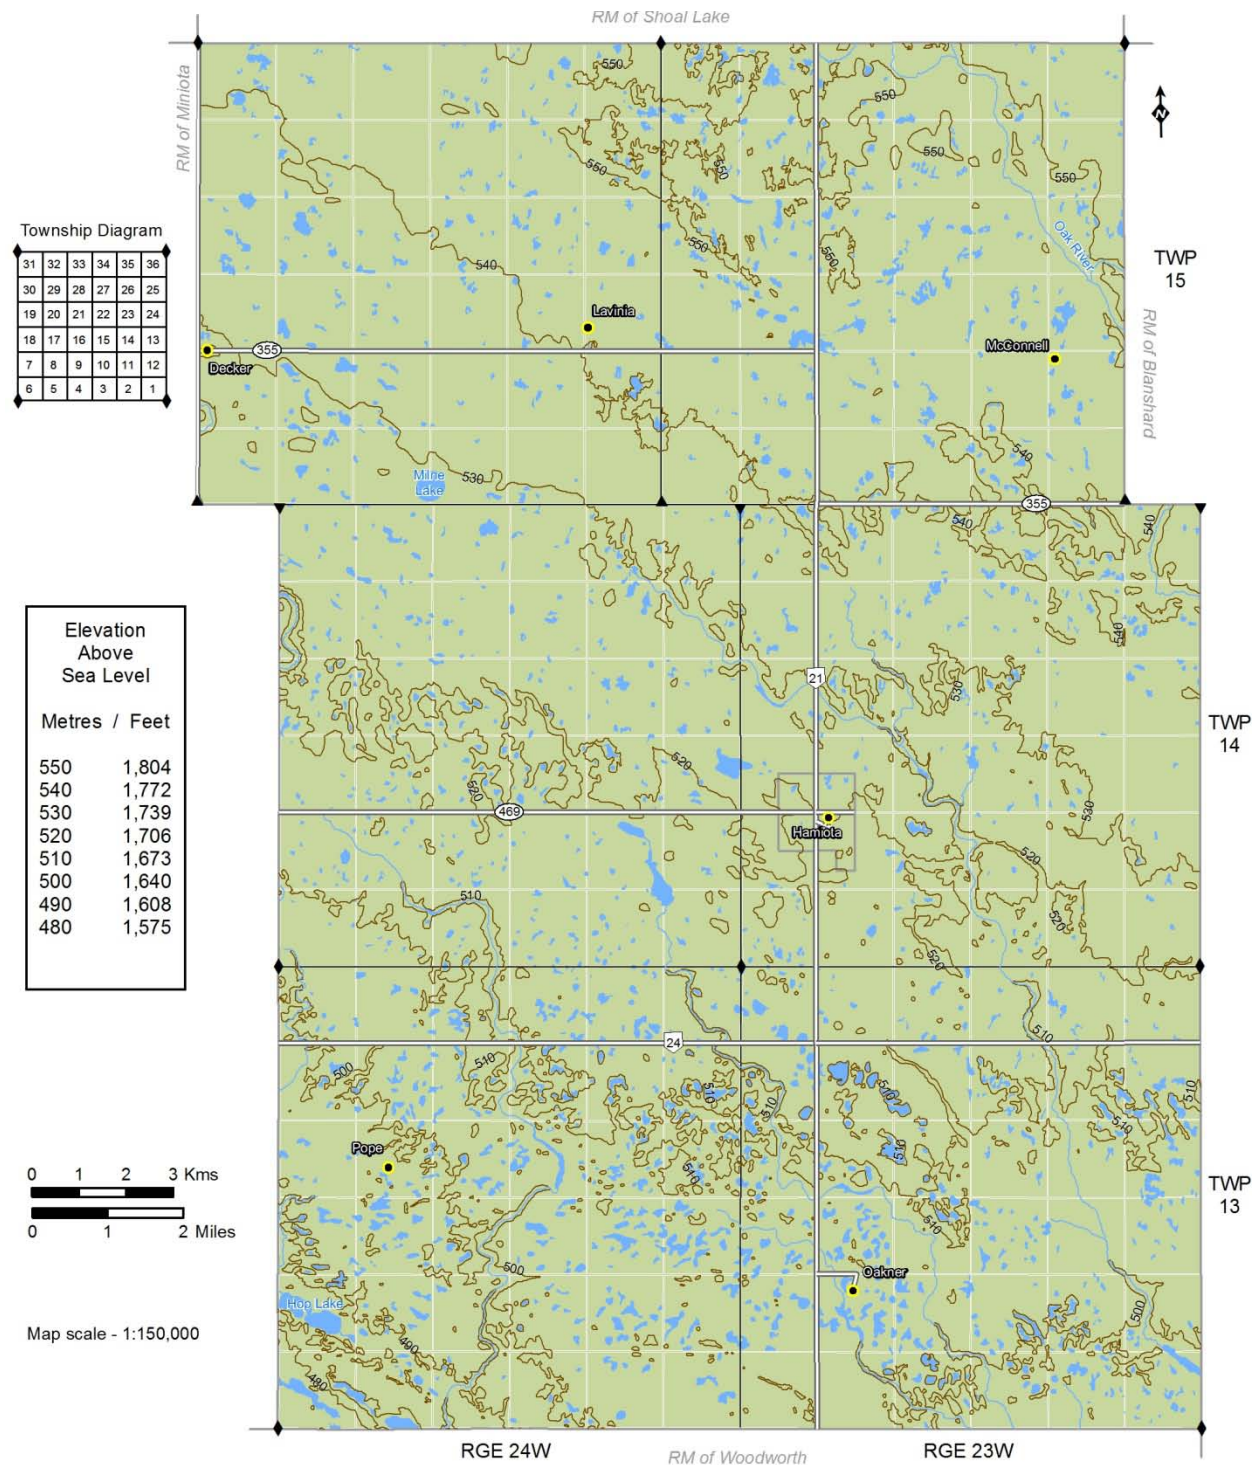 RM of Shoal Lake
RM of Miniota
N
550
550
550
550
550
550
550
550
550
Township Diagram
31 32 33 34 35 36
30 29 28 27 26 25
19 20 21 22 23 24
18 17 16 15 14 13
7 8 9 10 11 12
6 5 4 3 2 1
540
Oak River
TWP
15
Lavinia
RM of Blanshard
355
Decker
McConnell
540
Milne
Lake
530
355
540
540
540
Elevation
Above
Sea Level
Metres / Feet
550 1,804
540 1,772
530 1,739
520 1,706
510 1,673
500 1,640
490 1,608
480 1,575
21
530
TWP
14
520
520
469
530
Hamiota
520
510
520
520
510
24
500
510
510
510
510
510
510
Pope
510
510
510
0 1 2 3 Kms
0 1 2 Miles
TWP
13
500
Oakner
Hop Lake
500
Map scale - 1:150,000
490
480
RGE 24W
RGE 23W
RM of Woodworth